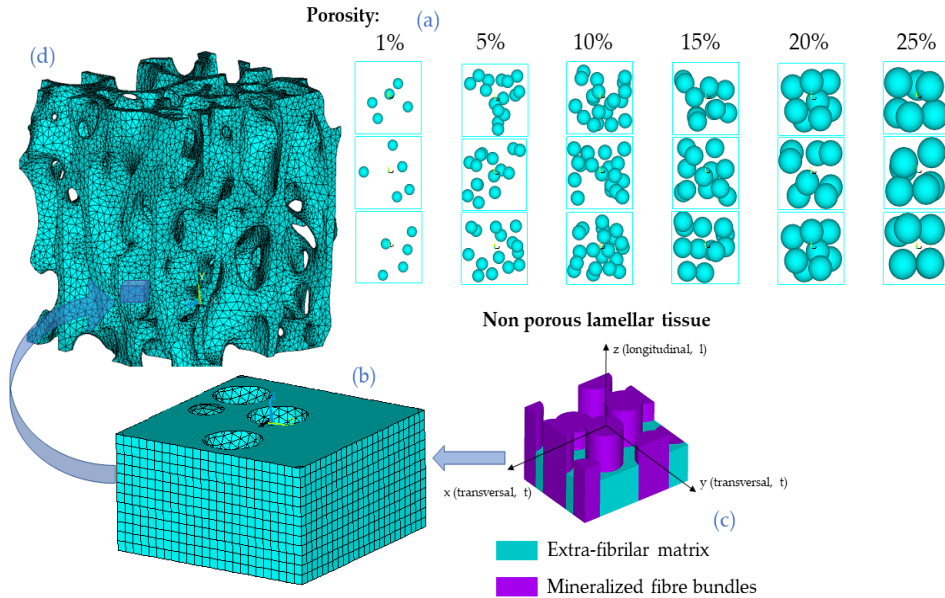 Porosity:
(a)
(d)
1%
5%
10%
15%
20%
25%
Non porous lamellar tissue
z (longitudinal, l)
(b)
x (transversal, t)
y (transversal, t)
(c)
Extra-fibrilar matrix
Mineralized fibre bundles